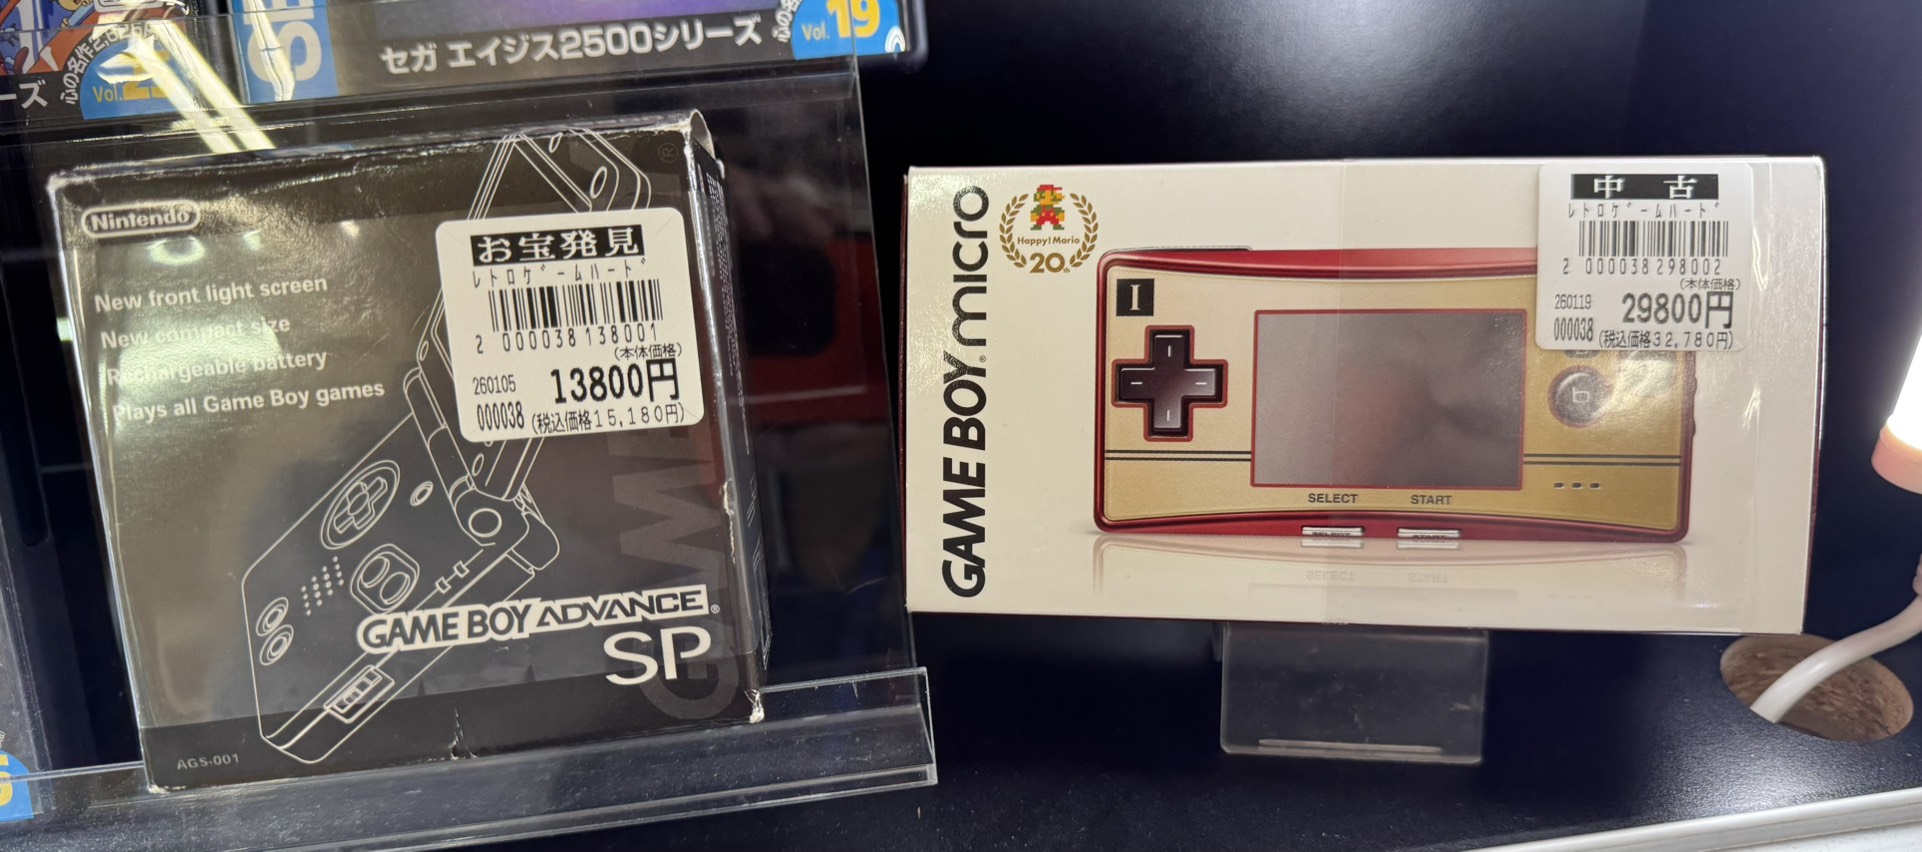 セガ エイジス2500シリーズ
Vol.19
ーズ
Vol.
Nintendo
New front light screen
New compact size
Rechargeable battery
Plays all Game Boy games
お宝発見
レトロゲームハード
2 000038 138001
(本体価格)
260105
13800円
000038
(税込価格15,180円)
GAME BOY ADVANCE
SP
AGS-001
GAME BOY micro
Happy! Mario
20th
I
SELECT
START
SELECT
START
中古
レトロゲームハード
2 000038 298002
(本体価格)
260119
29800円
000038
(税込価格32,780円)